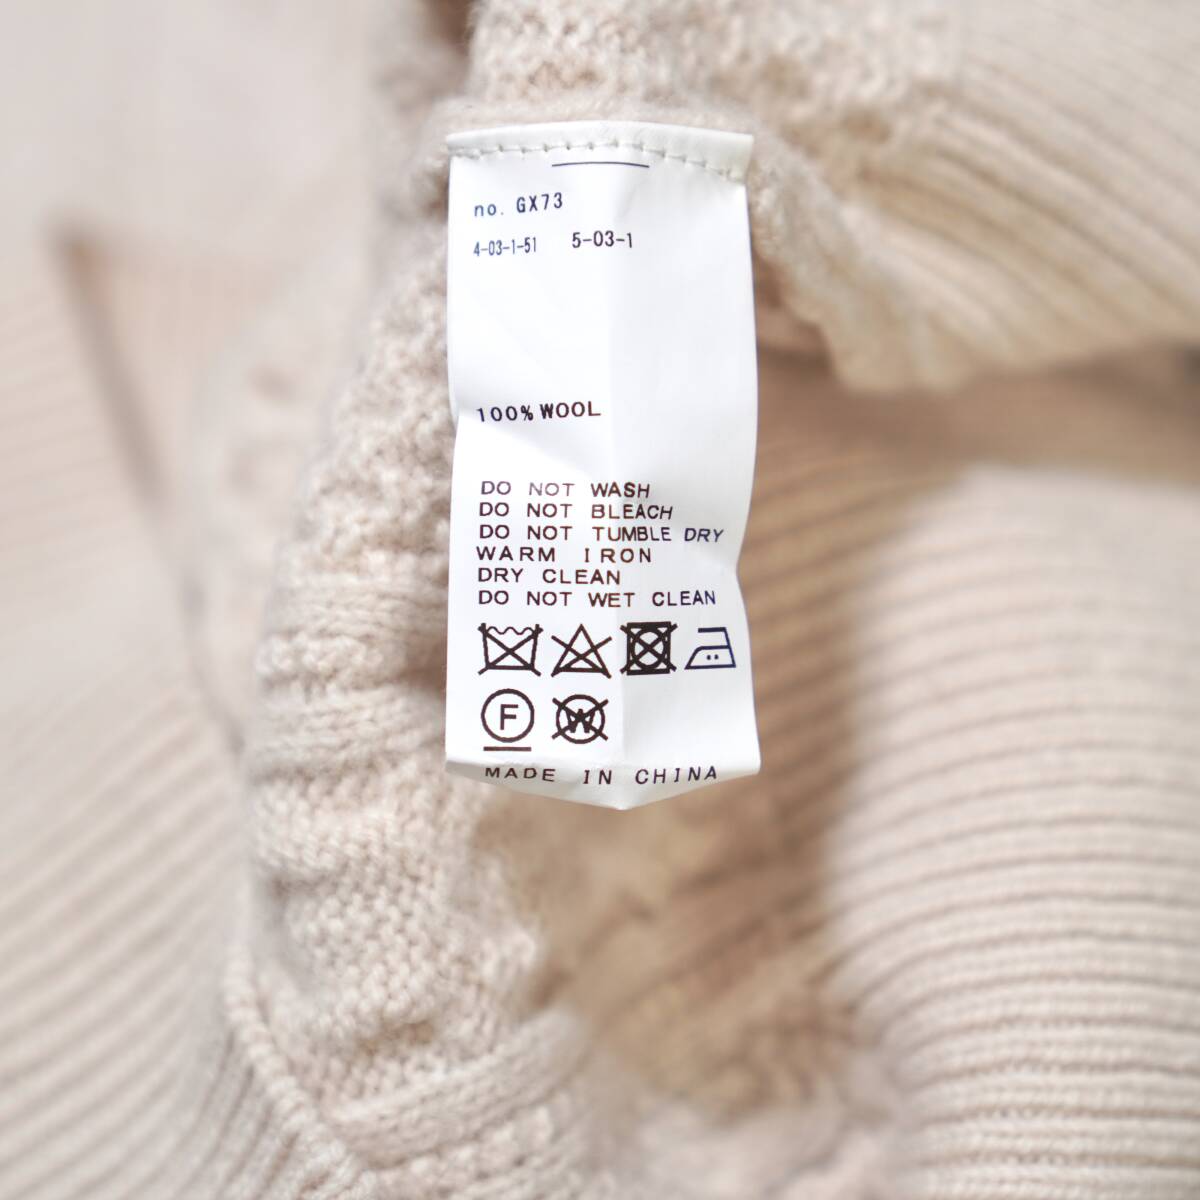 no. GX73
4-03-1-51 5-03-1
100% WOOL
DO NOT WASH
DO NOT BLEACH
DO NOT TUMBLE DRY
WARM IRON
DRY CLEAN
DO NOT WET CLEAN
F W
MADE IN CHINA